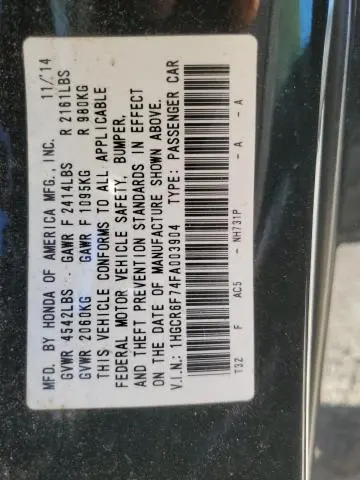 MFD. BY HONDA OF AMERICA MFG., INC. 11/'14
GVWR 4542LBS GAWR F 2414LBS R 2161LBS
GVWR 2060KG GAWR F 1095KG R 980KG
THIS VEHICLE CONFORMS TO ALL APPLICABLE
FEDERAL MOTOR VEHICLE SAFETY, BUMPER,
AND THEFT PREVENTION STANDARDS IN EFFECT
ON THE DATE OF MANUFACTURE SHOWN ABOVE.
V.I.N.: 1HGCR6F74FA003904 TYPE: PASSENGER CAR
T3Z F AC5 - NH731P - A - A